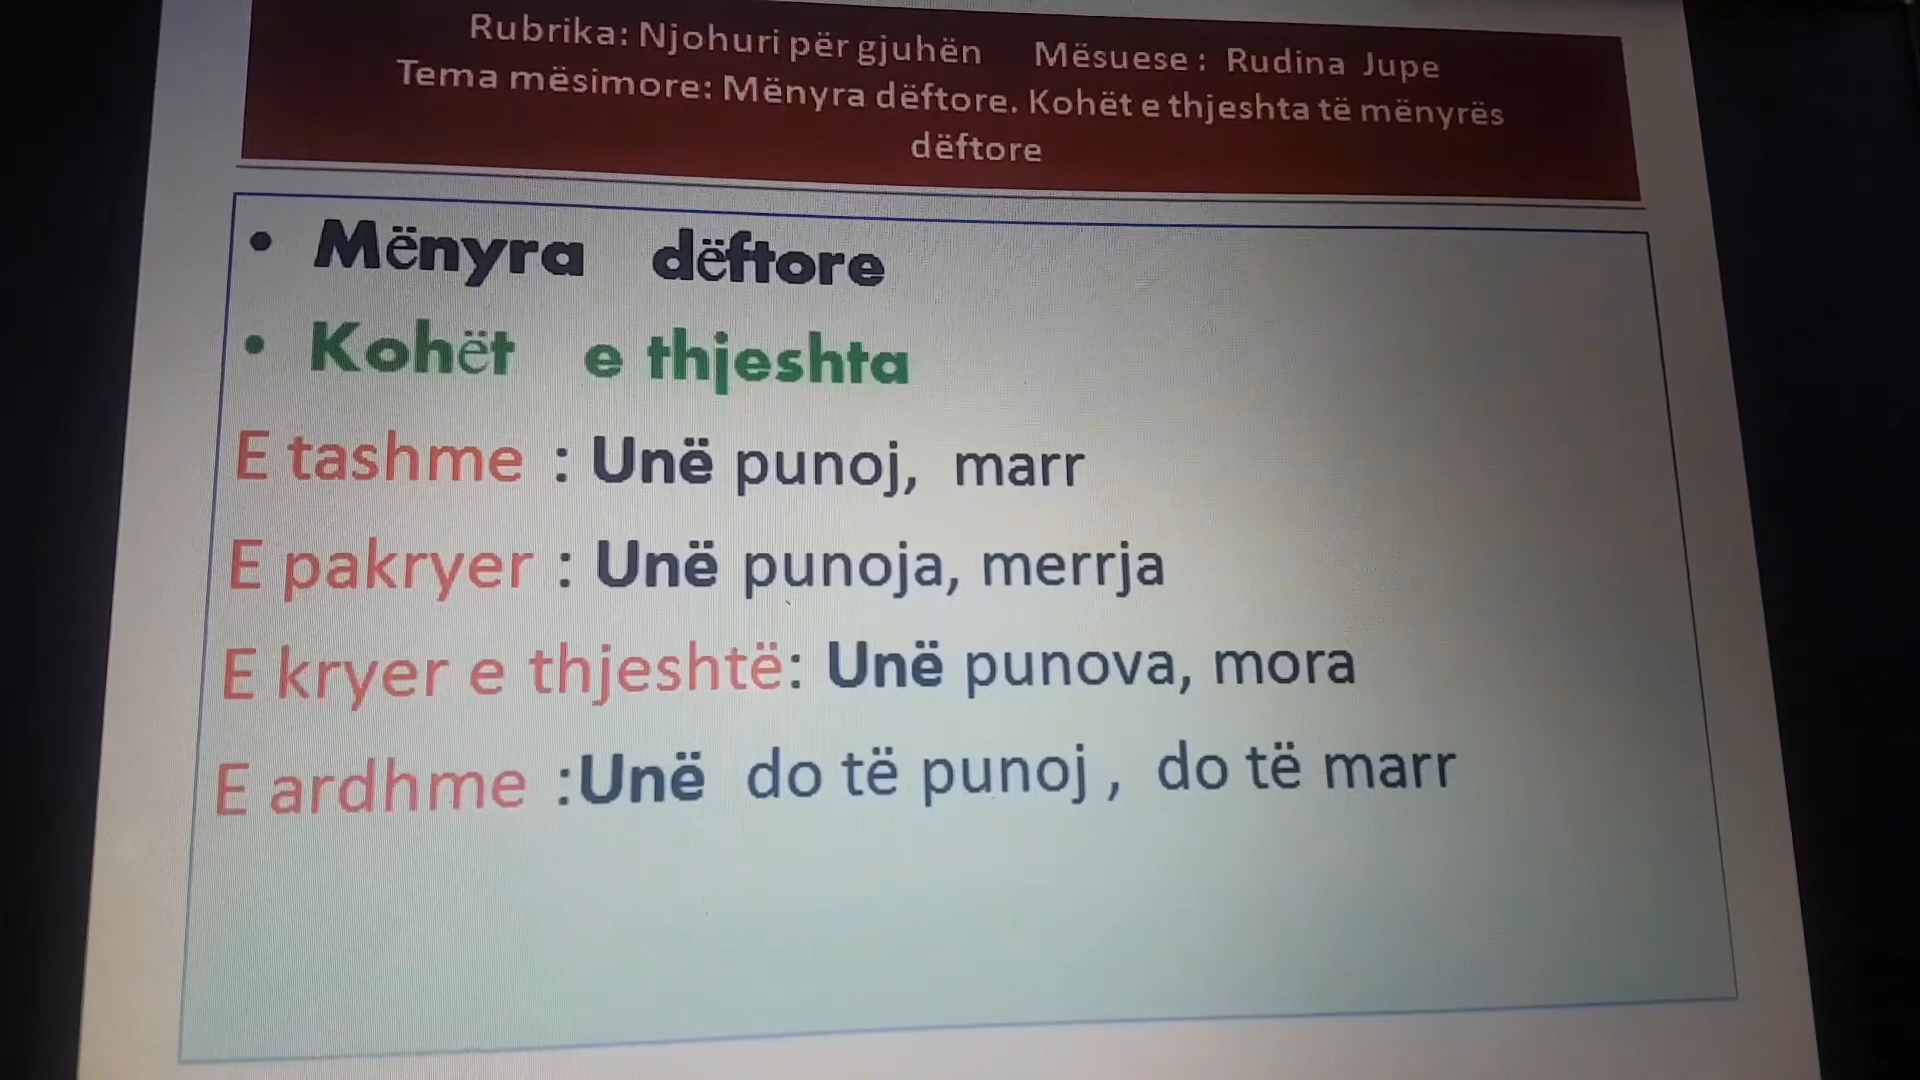 Rubrika: Njohuri për gjuhën Mësuese : Rudina Jupe
Tema mësimore: Mënyra dëftore. Kohët e thjeshta të mënyrës
dëftore
• Mënyra dëftore
• Kohët e thjeshta
E tashme : Unë punoj, marr
E pakryer : Unë punoja, merrja
E kryer e thjeshtë: Unë punova, mora
E ardhme :Unë do të punoj , do të marr